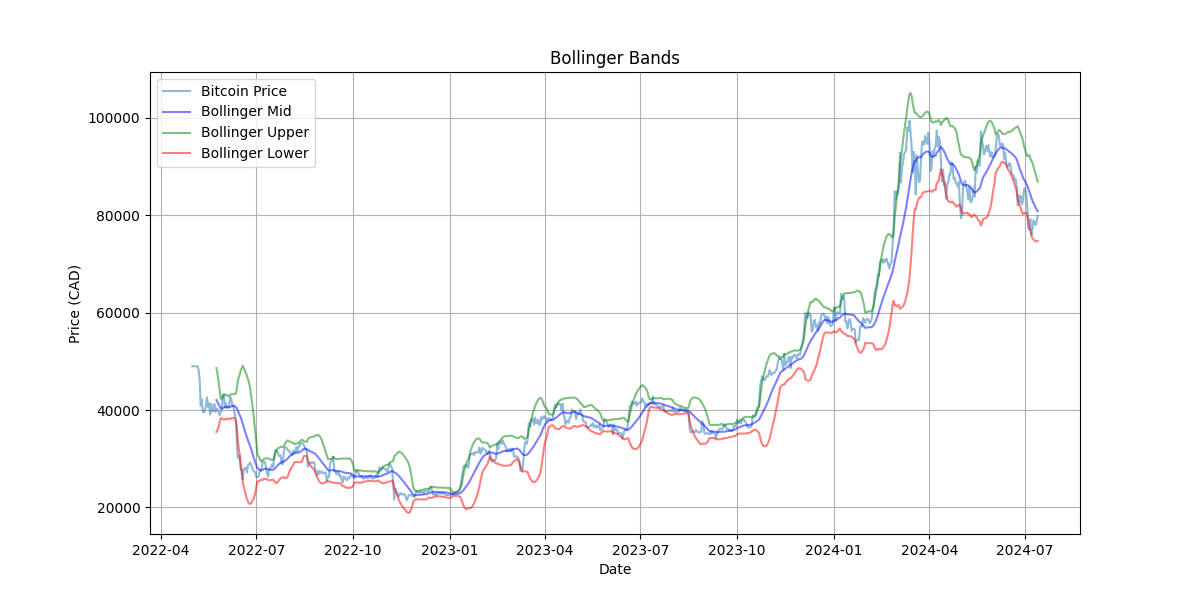 Bollinger Bands
Bitcoin Price
Bollinger Mid
Bollinger Upper
Bollinger Lower
Price (CAD)
100000
80000
60000
40000
20000
2022-04 2022-07 2022-10 2023-01 2023-04 2023-07 2023-10 2024-01 2024-04 2024-07
Date